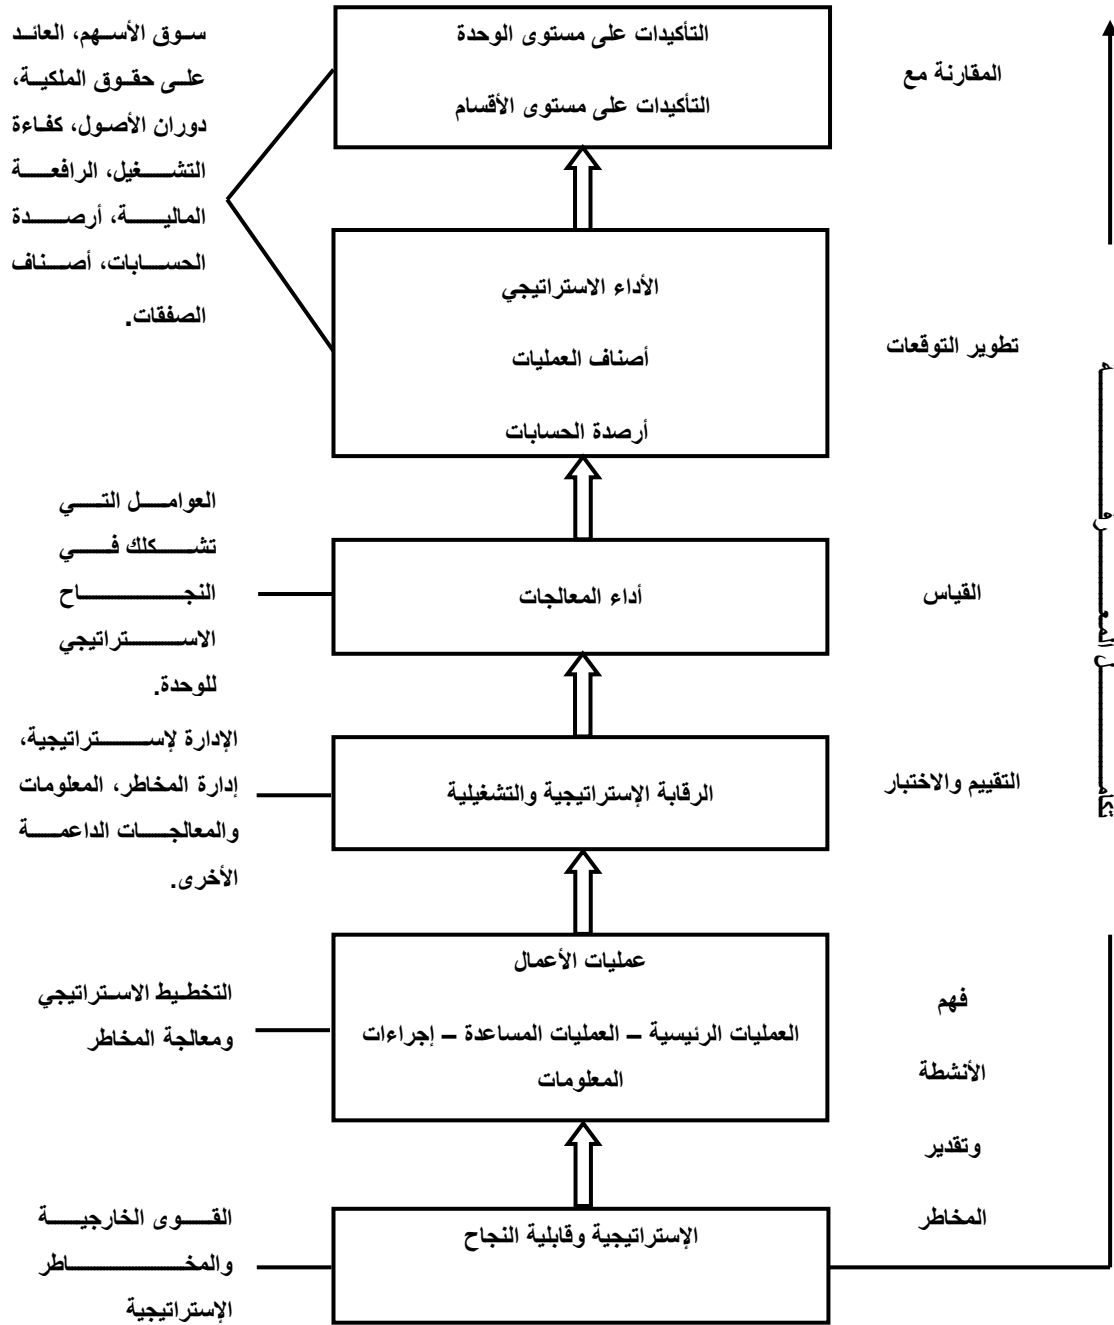 التأكيدات على مستوى الوحدة
التأكيدات على مستوى الأقسام
المقارنة مع
سوق الأسهم، العائد
على حقوق الملكية،
دوران الأصول، كفاءة
التشغيل، الرافعة
المالية، أرصدة
الحسابات، أصناف
الصفقات.
الأداء الاستراتيجي
أصناف العمليات
أرصدة الحسابات
تطوير التوقعات
أداء المعالجات
القياس
العوامل التي
تشككك في
النجاح
الاستراتيجي
للوحدة.
الرقابة الإستراتيجية والتشغيلية
التقييم والاختبار
الإدارة لإستراتيجية،
إدارة المخاطر، المعلومات
والمعالجات الداعمة
الأخرى.
عمليات الأعمال
العمليات الرئيسية – العمليات المساعدة – إجراءات
المعلومات
فهم
الأنشطة
وتقدير
المخاطر
التخطيط الاستراتيجي
ومعالجة المخاطر
الإستراتيجية وقابلية النجاح
القوى الخارجية
والمخاطر
الإستراتيجية
تكامل المعرفة